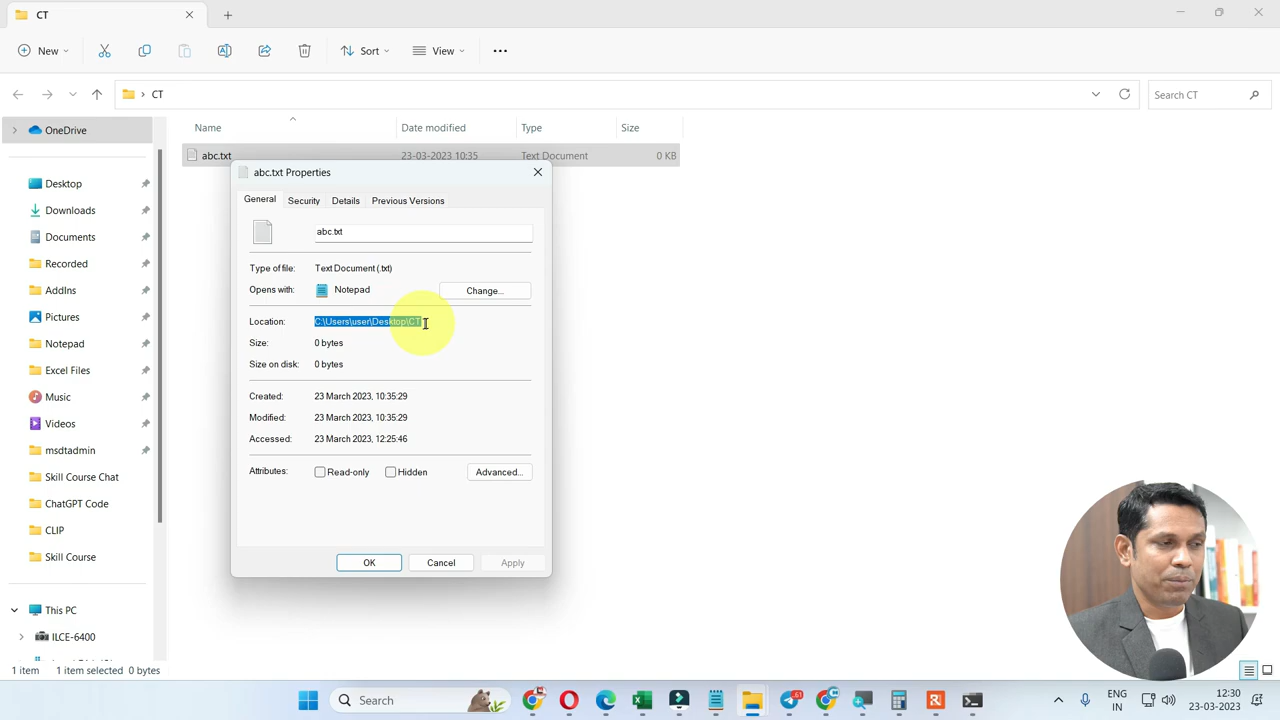 CT
New
Sort
View
CT
Search CT
OneDrive
Name
Date modified
Type
Size
abc.txt
23-03-2023 10:35
Text Document
0 KB
Desktop
Downloads
Documents
Recorded
AddIns
Pictures
Notepad
Excel Files
Music
Videos
msdtadmin
Skill Course Chat
ChatGPT Code
CLIP
Skill Course
This PC
ILCE-6400
abc.txt Properties
General
Security
Details
Previous Versions
abc.txt
Type of file: Text Document (.txt)
Opens with: Notepad
Change...
Location: C:\Users\user\Desktop\CT
Size: 0 bytes
Size on disk: 0 bytes
Created: 23 March 2023, 10:35:29
Modified: 23 March 2023, 10:35:29
Accessed: 23 March 2023, 12:25:46
Attributes: Read-only Hidden
Advanced...
OK
Cancel
Apply
1 item 1 item selected 0 bytes
Search
61
ENG
IN
12:30
23-03-2023